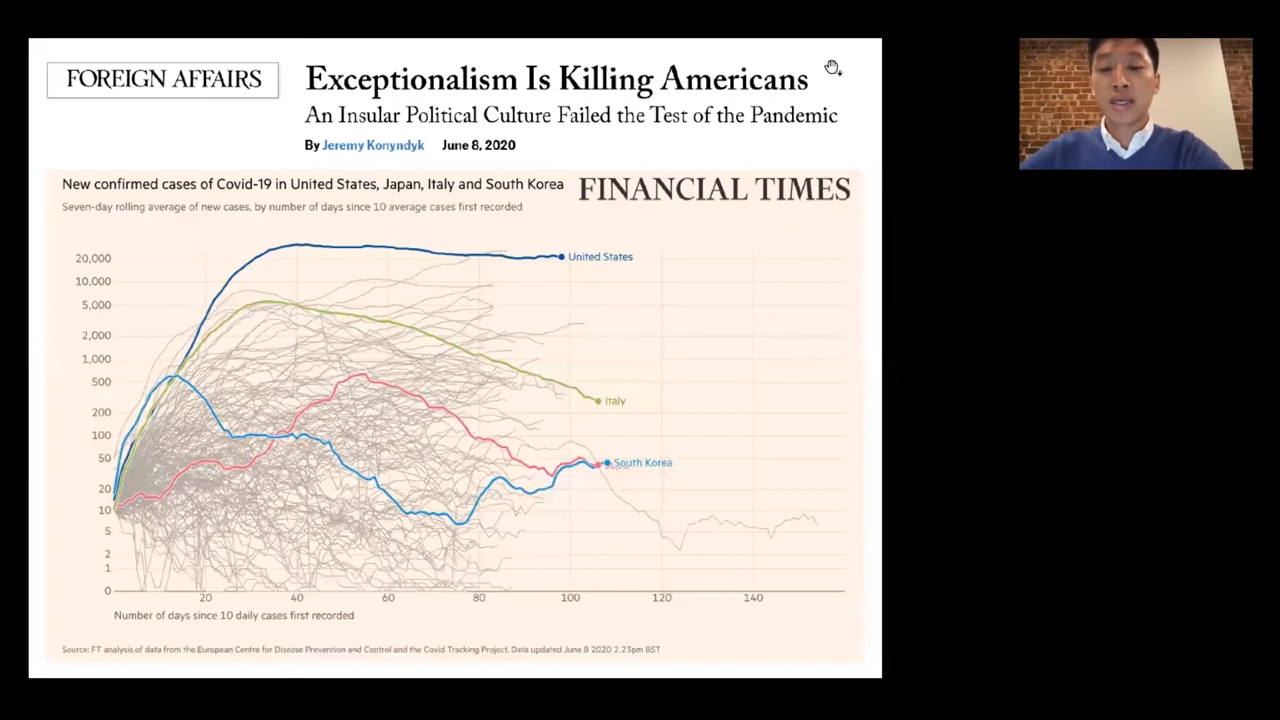 FOREIGN AFFAIRS
Exceptionalism Is Killing Americans
An Insular Political Culture Failed the Test of the Pandemic
By Jeremy Konyndyk June 8, 2020
New confirmed cases of Covid-19 in United States, Japan, Italy and South Korea
FINANCIAL TIMES
Seven-day rolling average of new cases, by number of days since 10 average cases first recorded
20,000
10,000
5,000
2,000
1,000
500
200
100
50
20
10
5
2
1
0
United States
Italy
South Korea
20 40 60 80 100 120 140
Number of days since 10 daily cases first recorded
Source: FT analysis of data from the European Centre for Disease Prevention and Control and the Covid Tracking Project. Data updated June 8 2020 2.23pm BST